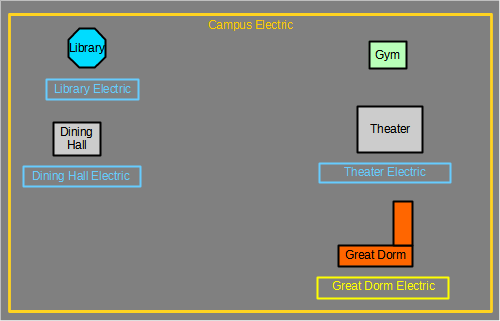 Campus Electric
Library
Gym
Library Electric
Dining
Hall
Theater
Dining Hall Electric
Theater Electric
Great Dorm
Great Dorm Electric